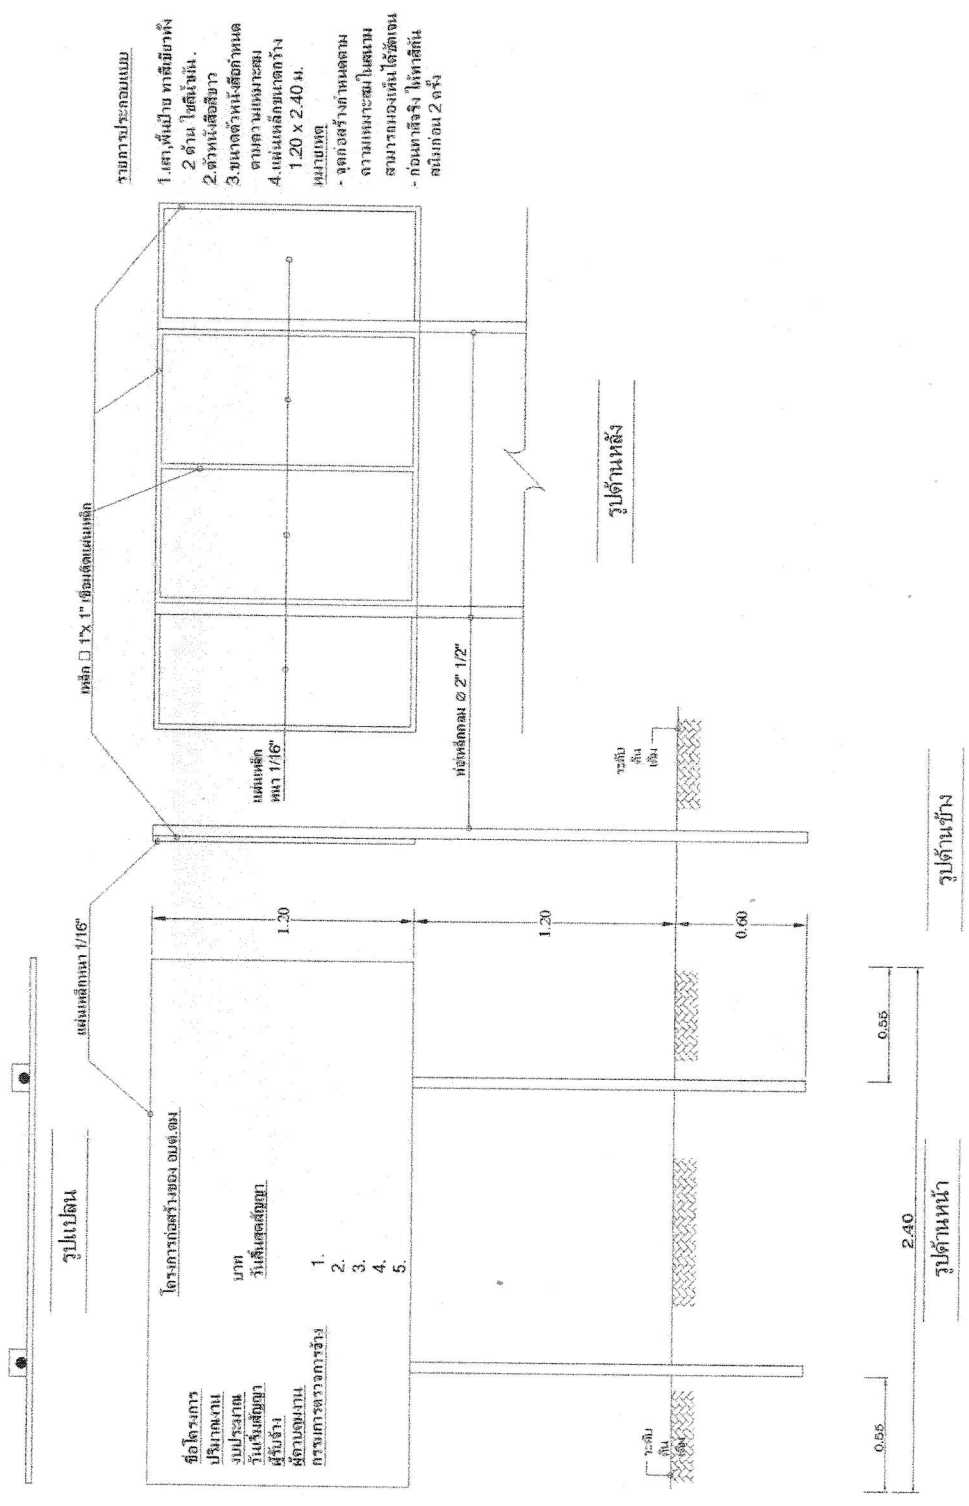 รูปแปลน
แผ่นเหล็กหนา 1/16"
เหล็ก □ 1"x 1" เชื่อมติดแผ่นเหล็ก
โครงการก่อสร้างของ อบต.คม
ชื่อโครงการ
ปริมาณงาน
งบประมาณ
บาท
วันเริ่มสัญญา
วันสิ้นสุดสัญญา
ผู้รับจ้าง
ผู้ควบคุมงาน
กรรมการตรวจการจ้าง
1.
2.
3.
4.
5.
1.20
1.20
0.60
ระดับ
ดิน
เดิม
0.55
0.55
2.40
รูปด้านหน้า
ระดับ
ดิน
เดิม
รูปด้านข้าง
แผ่นเหล็ก
หนา 1/16"
ท่อเหล็กกลม ⌀ 2" 1/2"
รูปด้านหลัง
รายการประกอบแบบ
1.เสา,พื้นป้าย ทาสีเขียวทั้ง
2 ด้าน ใช้สีน้ำมัน .
2.ตัวหนังสือสีขาว
3.ขนาดตัวหนังสือกำหนด
ตามความเหมาะสม
4.แผ่นเหล็กขนาดกว้าง
1.20 x 2.40 ม.
หมายเหตุ
- จุดก่อสร้างกำหนดตาม
ความเหมาะสมในสนาม
สามารถมองเห็นได้ชัดเจน
- ก่อนทาสีจริง ให้ทาสีกัน
สนิมก่อน 2 ครั้ง